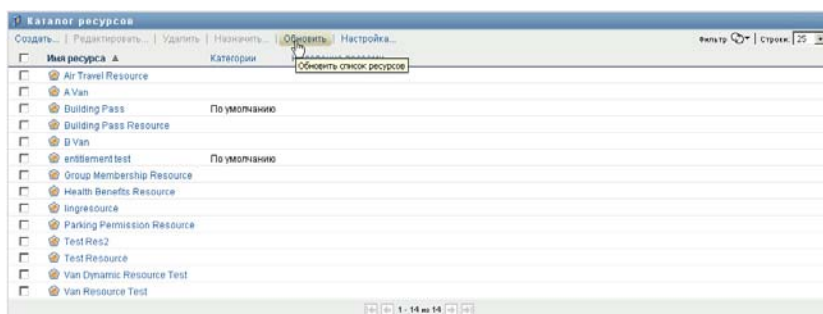 Каталог ресурсов
Создать... | Редактировать... | Удалить | Назначить... | Обновить | Настройка...
Фильтр | Строки: 25
Имя ресурса Категории
Обновить список ресурсов
Air Travel Resource
A Van
Building Pass По умолчанию
Building Pass Resource
B Van
entitlement test По умолчанию
Group Membership Resource
Health Benefits Resource
lingresource
Parking Permission Resource
Test Res2
Test Resource
Van Dynamic Resource Test
Van Resource Test
1 - 14 из 14